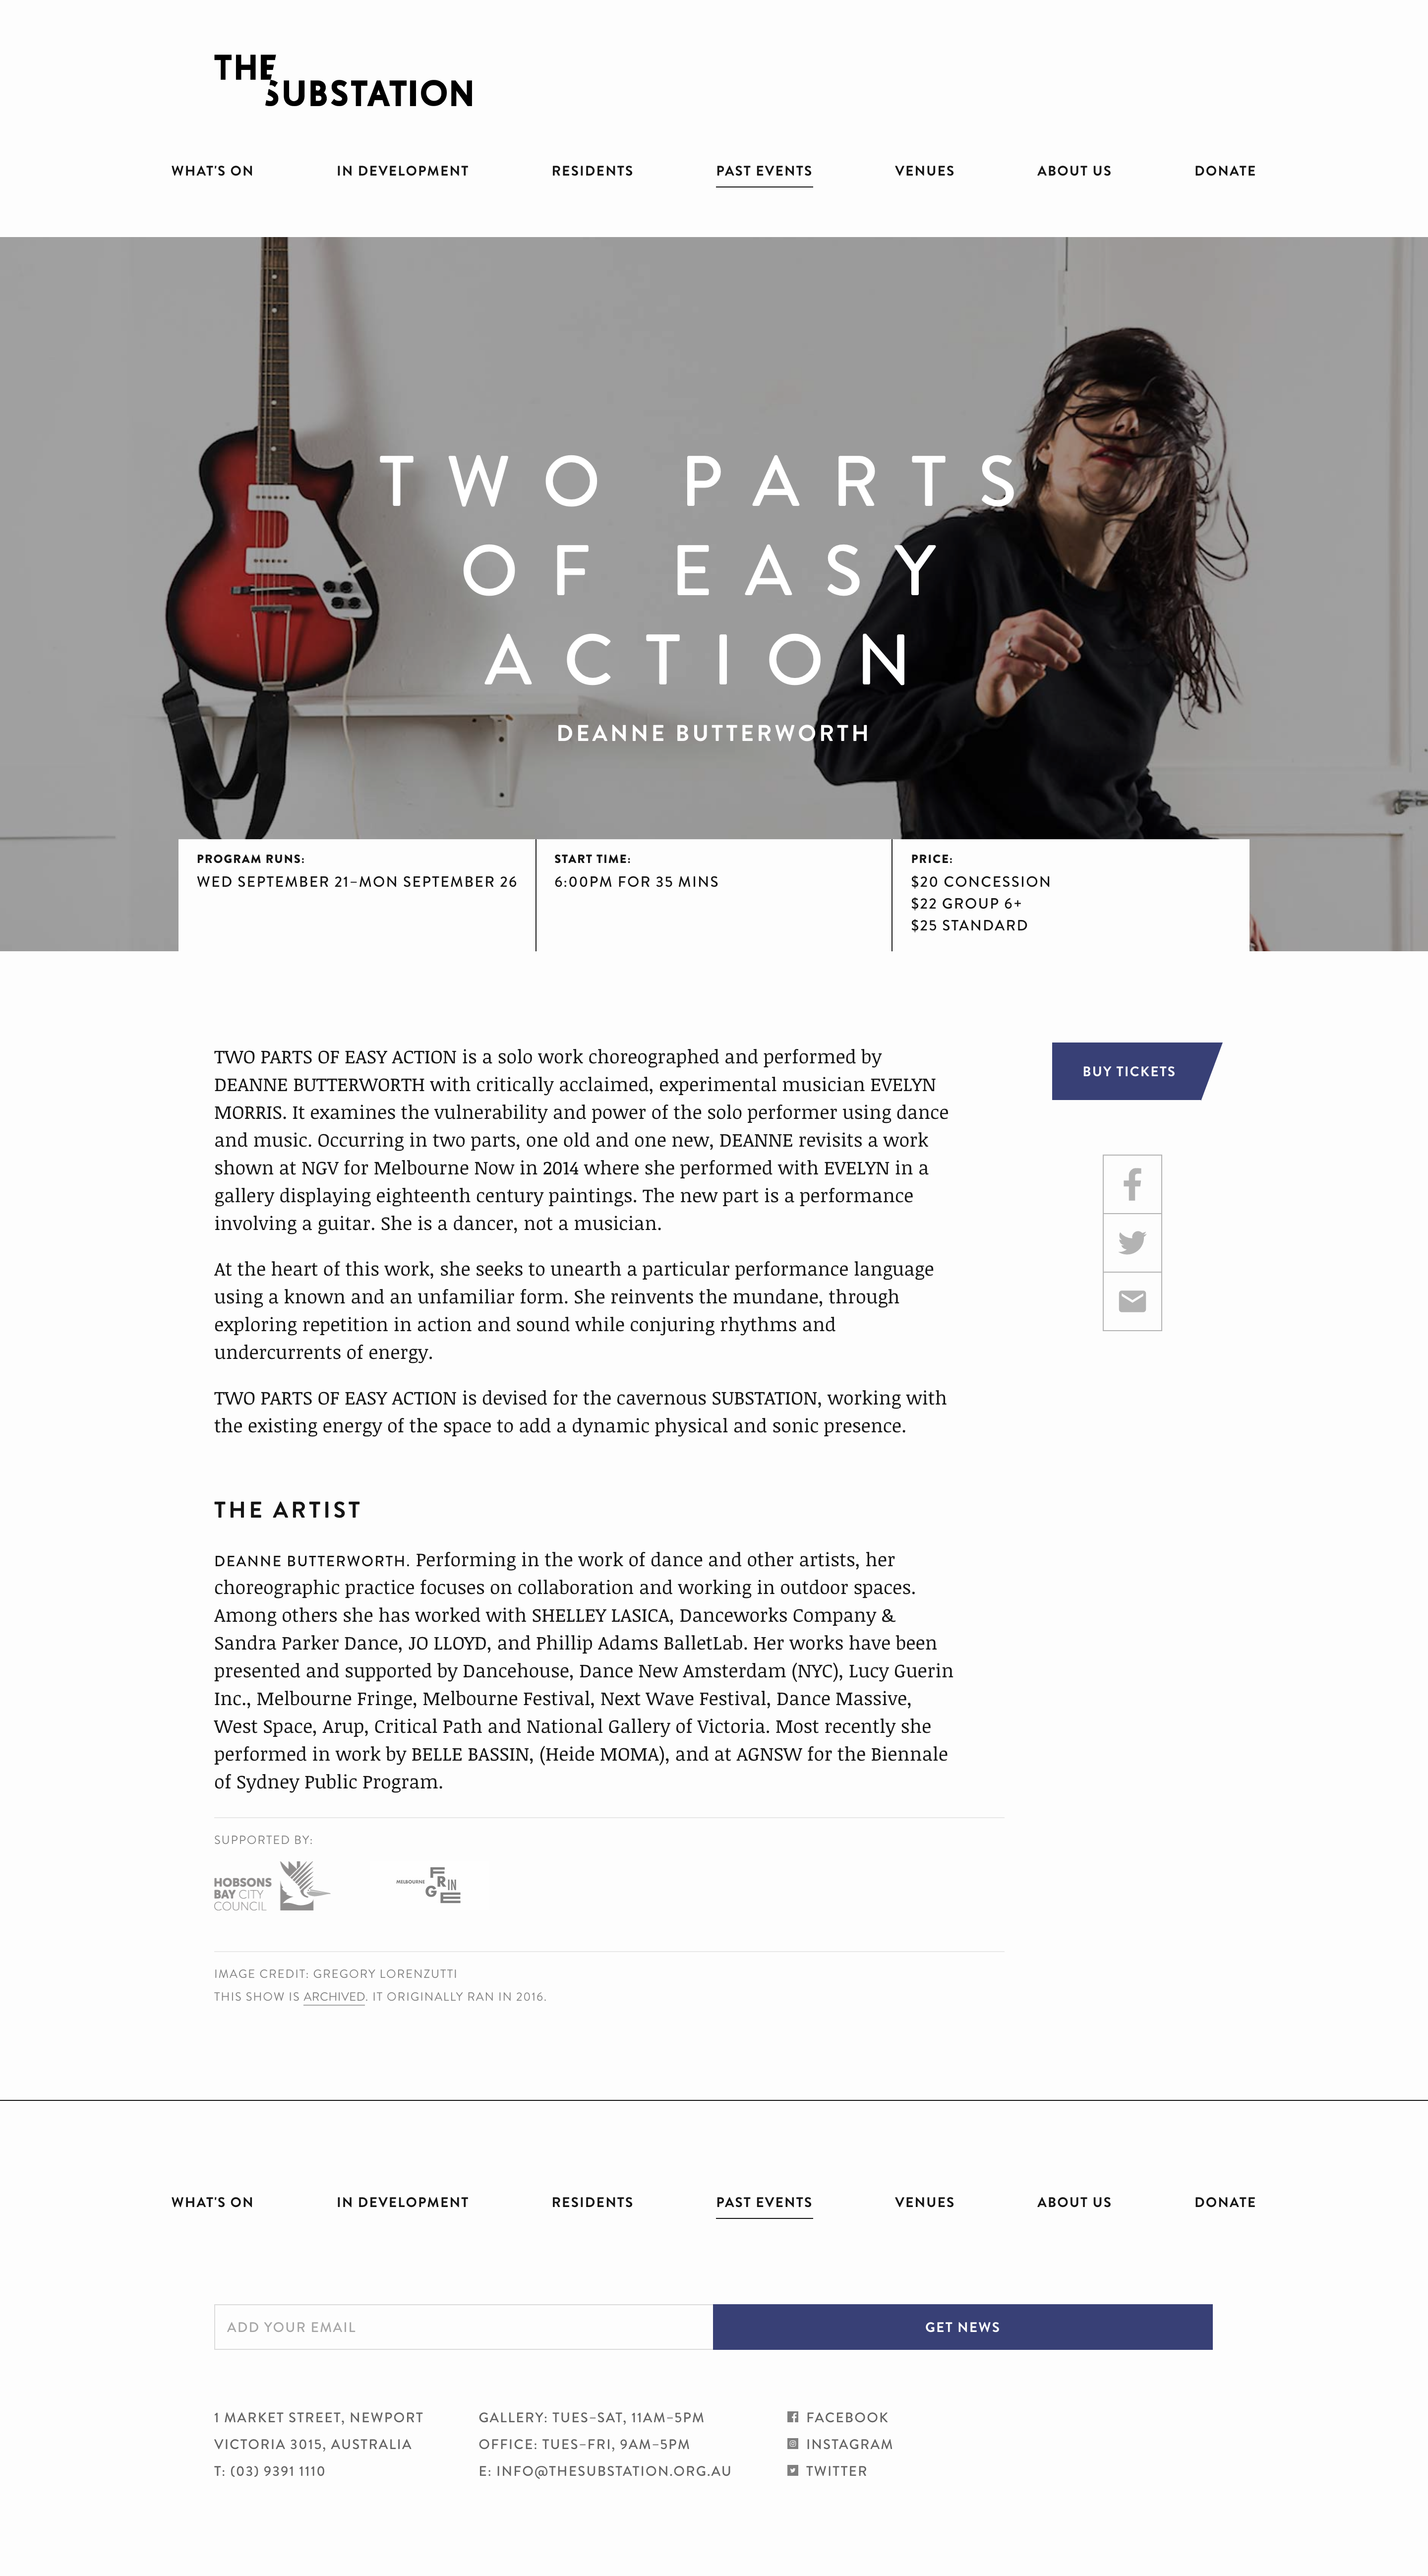 THE
SUBSTATION
WHAT'S ON
IN DEVELOPMENT
RESIDENTS
PAST EVENTS
VENUES
ABOUT US
DONATE
TWO PARTS
OF EASY
ACTION
DEANNE BUTTERWORTH
PROGRAM RUNS:
WED SEPTEMBER 21–MON SEPTEMBER 26
START TIME:
6:00PM FOR 35 MINS
PRICE:
$20 CONCESSION
$22 GROUP 6+
$25 STANDARD
TWO PARTS OF EASY ACTION is a solo work choreographed and performed by
DEANNE BUTTERWORTH with critically acclaimed, experimental musician EVELYN
MORRIS. It examines the vulnerability and power of the solo performer using dance
and music. Occurring in two parts, one old and one new, DEANNE revisits a work
shown at NGV for Melbourne Now in 2014 where she performed with EVELYN in a
gallery displaying eighteenth century paintings. The new part is a performance
involving a guitar. She is a dancer, not a musician.
At the heart of this work, she seeks to unearth a particular performance language
using a known and an unfamiliar form. She reinvents the mundane, through
exploring repetition in action and sound while conjuring rhythms and
undercurrents of energy.
TWO PARTS OF EASY ACTION is devised for the cavernous SUBSTATION, working with
the existing energy of the space to add a dynamic physical and sonic presence.
BUY TICKETS
THE ARTIST
DEANNE BUTTERWORTH. Performing in the work of dance and other artists, her
choreographic practice focuses on collaboration and working in outdoor spaces.
Among others she has worked with SHELLEY LASICA, Danceworks Company &
Sandra Parker Dance, JO LLOYD, and Phillip Adams BalletLab. Her works have been
presented and supported by Dancehouse, Dance New Amsterdam (NYC), Lucy Guerin
Inc., Melbourne Fringe, Melbourne Festival, Next Wave Festival, Dance Massive,
West Space, Arup, Critical Path and National Gallery of Victoria. Most recently she
performed in work by BELLE BASSIN, (Heide MOMA), and at AGNSW for the Biennale
of Sydney Public Program.
SUPPORTED BY:
HOBSONS
BAY CITY
COUNCIL
MELBOURNE FRINGE
IMAGE CREDIT: GREGORY LORENZUTTI
THIS SHOW IS ARCHIVED. IT ORIGINALLY RAN IN 2016.
WHAT'S ON
IN DEVELOPMENT
RESIDENTS
PAST EVENTS
VENUES
ABOUT US
DONATE
ADD YOUR EMAIL
GET NEWS
1 MARKET STREET, NEWPORT
VICTORIA 3015, AUSTRALIA
T: (03) 9391 1110
GALLERY: TUES–SAT, 11AM–5PM
OFFICE: TUES–FRI, 9AM–5PM
E: INFO@THESUBSTATION.ORG.AU
FACEBOOK
INSTAGRAM
TWITTER